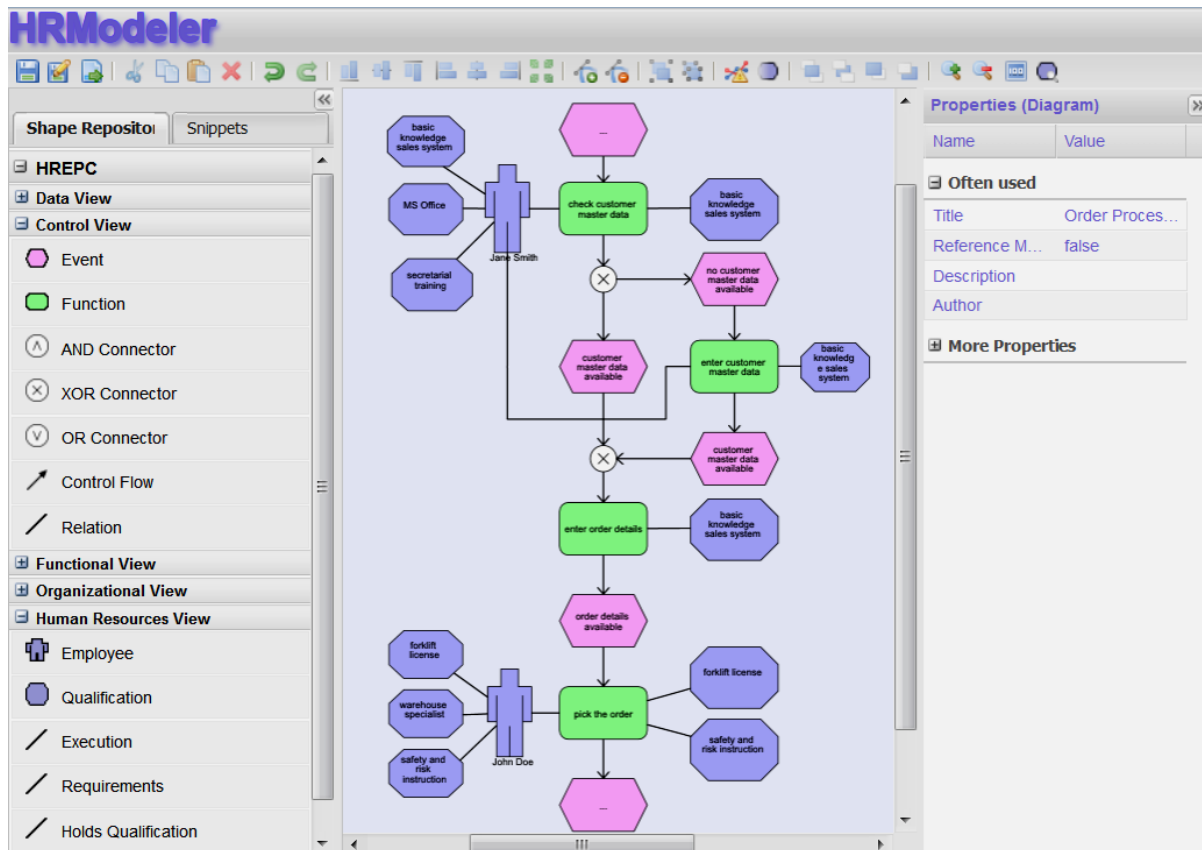 HRModeler
Shape Repositor
Snippets
HREPC
Data View
Control View
Event
Function
AND Connector
XOR Connector
OR Connector
Control Flow
Relation
Functional View
Organizational View
Human Resources View
Employee
Qualification
Execution
Requirements
Holds Qualification
...
basic
knowledge
sales system
MS Office
secretarial
training
Jane Smith
check customer
master data
basic
knowledge
sales system
no customer
master data
available
customer
master data
available
enter customer
master data
basic
knowledg
e sales
system
customer
master data
available
enter order details
basic
knowledge
sales system
order details
available
forklift
license
warehouse
specialist
safety and
risk
instruction
John Doe
pick the order
forklift license
safety and
risk instruction
...
Properties (Diagram)
Name Value
Often used
Title Order Proces...
Reference M... false
Description
Author
More Properties